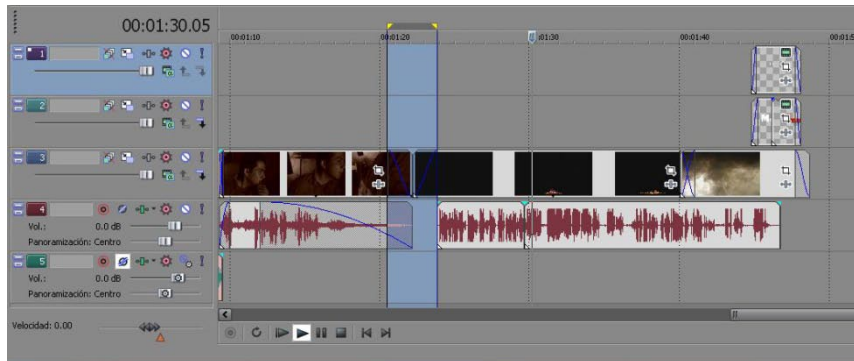 00:01:30.05
00:01:10
00:01:20
:01:30
00:01:40
00:01:5
1
2
3
4
Vol.: 0.0 dB
Panoramización: Centro
5
Vol.: 0.0 dB
Panoramización: Centro
Velocidad: 0.00